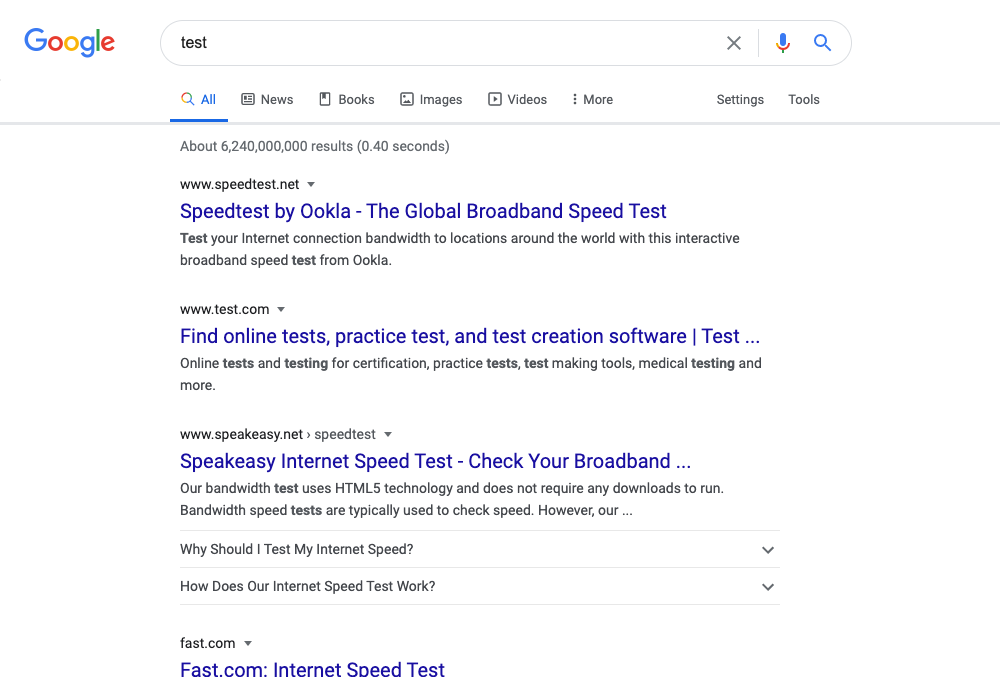 Google
test
All News Books Images Videos More Settings Tools
About 6,240,000,000 results (0.40 seconds)
www.speedtest.net
Speedtest by Ookla - The Global Broadband Speed Test
Test your Internet connection bandwidth to locations around the world with this interactive
broadband speed test from Ookla.
www.test.com
Find online tests, practice test, and test creation software | Test ...
Online tests and testing for certification, practice tests, test making tools, medical testing and
more.
www.speakeasy.net › speedtest
Speakeasy Internet Speed Test - Check Your Broadband ...
Our bandwidth test uses HTML5 technology and does not require any downloads to run.
Bandwidth speed tests are typically used to check speed. However, our ...
Why Should I Test My Internet Speed?
How Does Our Internet Speed Test Work?
fast.com
Fast.com: Internet Speed Test